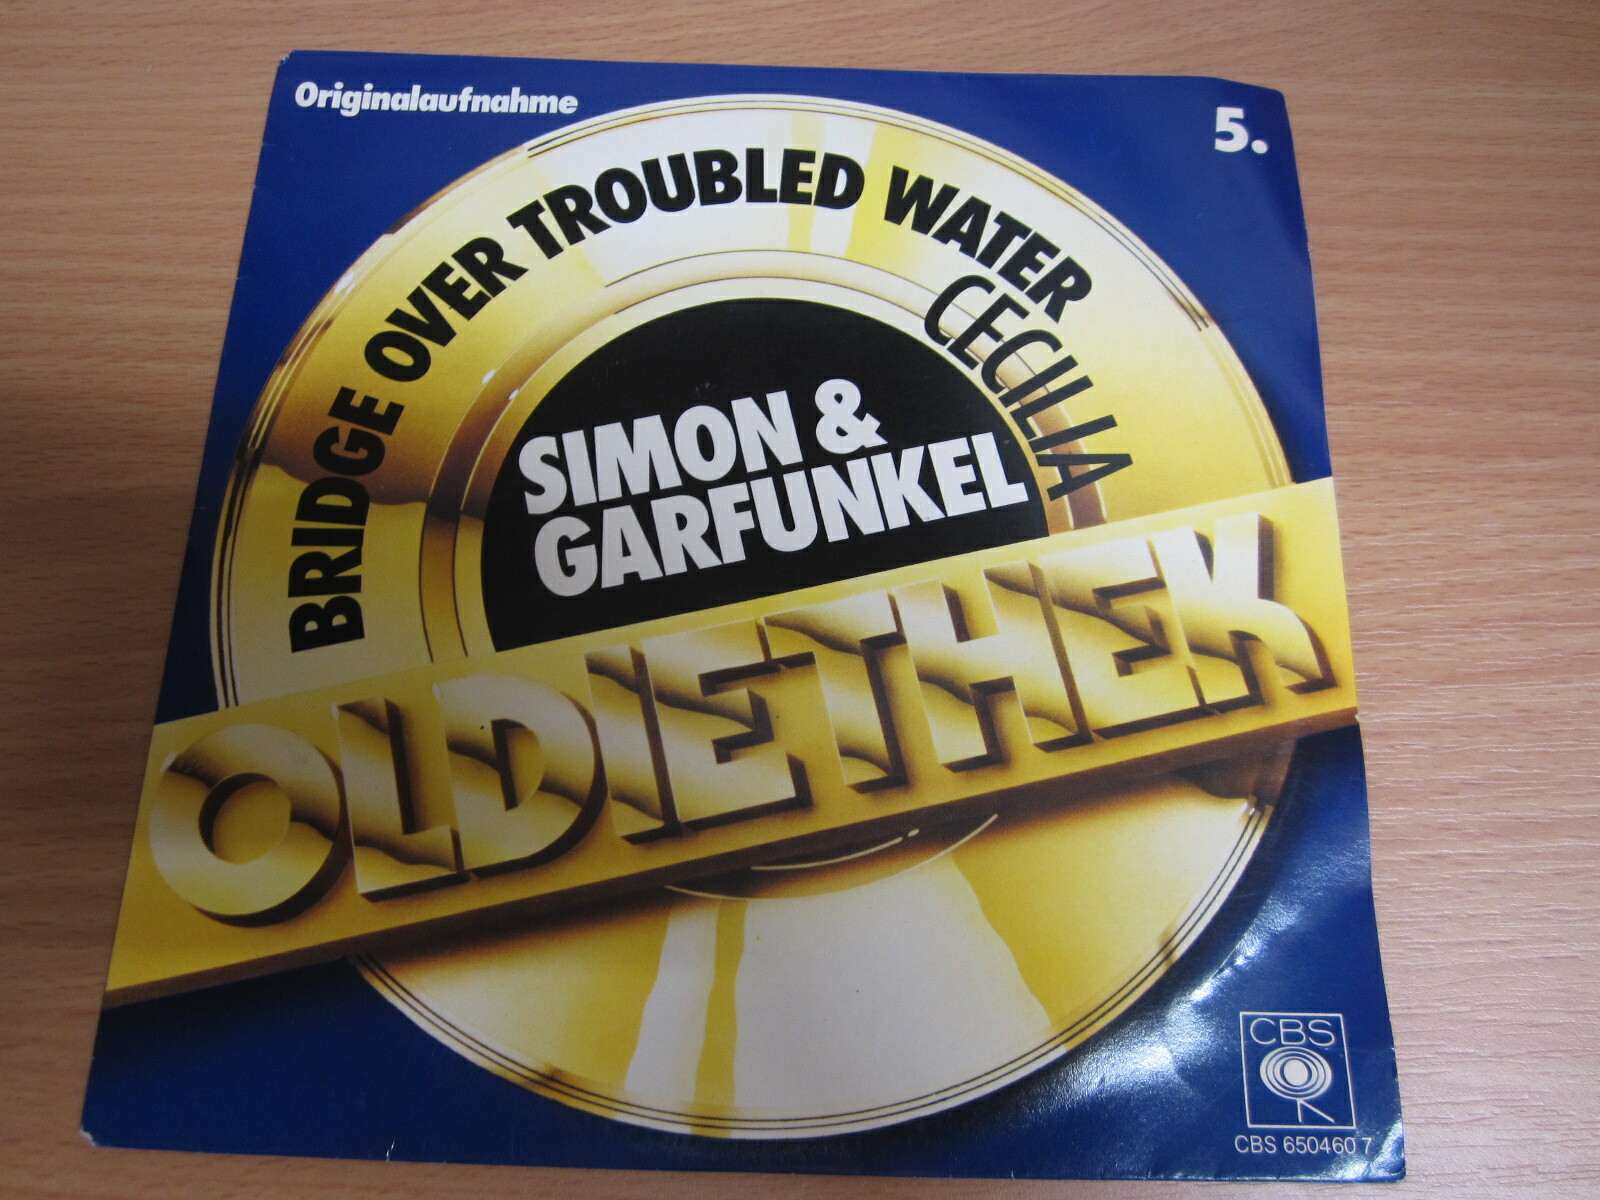 Originalaufnahme
5.
BRIDGE OVER TROUBLED WATER
CECILIA
SIMON &
GARFUNKEL
OLDIETHEK
CBS
CBS 650460 7